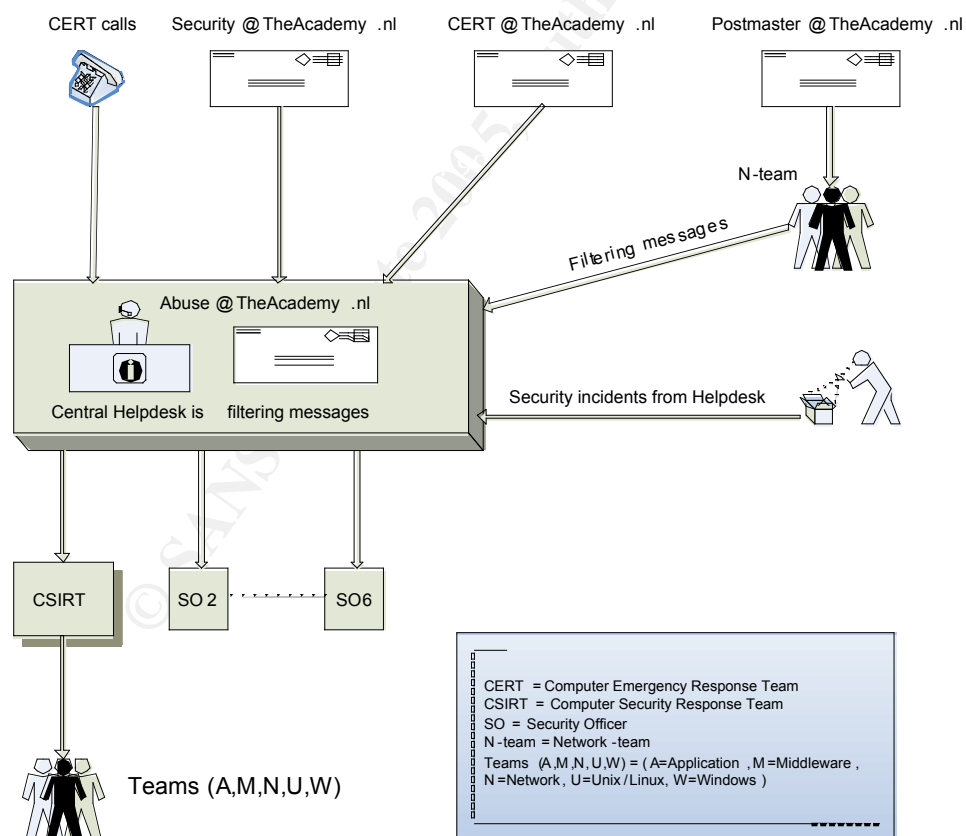 CERT calls
Security @ TheAcademy .nl
CERT @ TheAcademy .nl
Postmaster @ TheAcademy .nl
N-team
Filtering messages
Abuse @ TheAcademy .nl
Central Helpdesk is filtering messages
Security incidents from Helpdesk
CSIRT
SO 2
SO6
CERT = Computer Emergency Response Team
CSIRT = Computer Security Response Team
SO = Security Officer
N-team = Network -team
Teams (A,M,N,U,W) = ( A=Application , M=Middleware ,
N=Network, U=Unix/Linux, W=Windows )
Teams (A,M,N,U,W)
© SANS
2005,